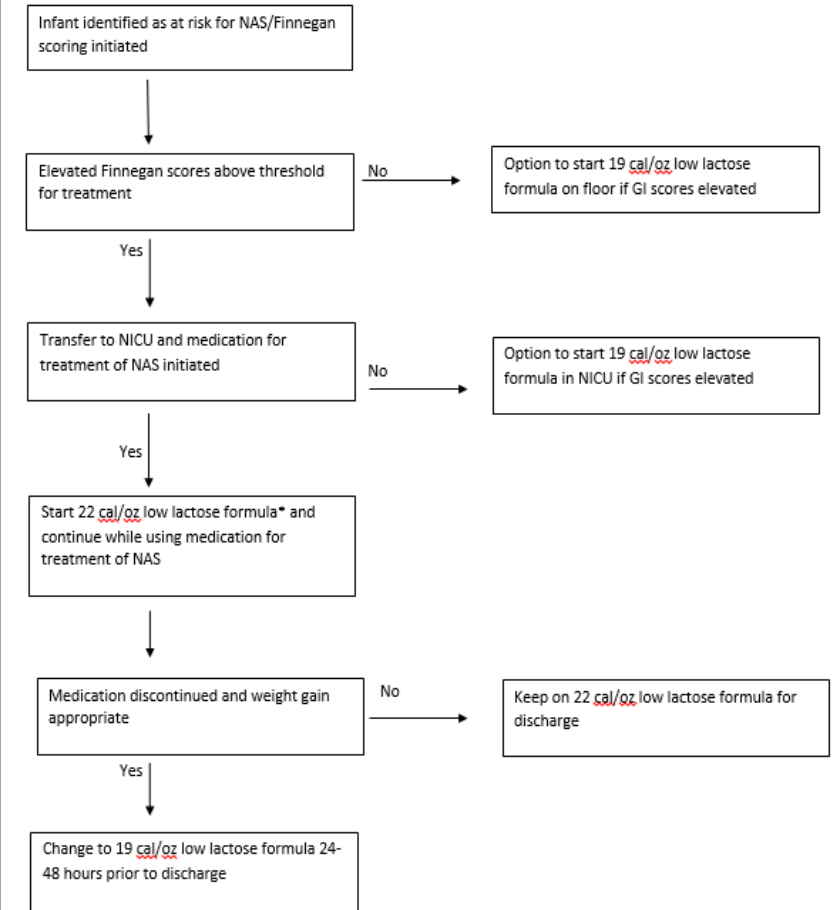 Infant identified as at risk for NAS/Finnegan
scoring initiated
Elevated Finnegan scores above threshold
for treatment
No
Option to start 19 cal/oz low lactose
formula on floor if GI scores elevated
Yes
Transfer to NICU and medication for
treatment of NAS initiated
No
Option to start 19 cal/oz low lactose
formula in NICU if GI scores elevated
Yes
Start 22 cal/oz low lactose formula* and
continue while using medication for
treatment of NAS
Medication discontinued and weight gain
appropriate
No
Keep on 22 cal/oz low lactose formula for
discharge
Yes
Change to 19 cal/oz low lactose formula 24-
48 hours prior to discharge